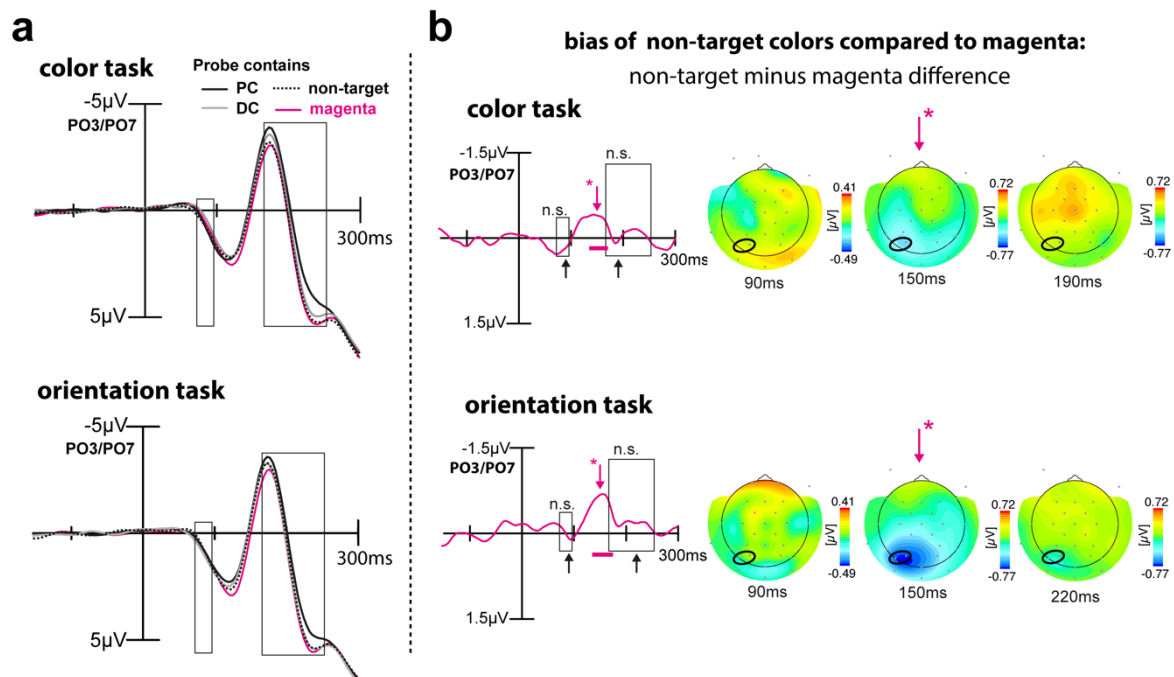 a
color task
Probe contains
PC
non-target
DC
magenta
-5µV
PO3/PO7
300ms
5µV
orientation task
-5µV
PO3/PO7
300ms
5µV
b
bias of non-target colors compared to magenta:
non-target minus magenta difference
color task
*
-1.5µV
PO3/PO7
n.s.
n.s.
*
300ms
1.5µV
0.41
[µV]
-0.49
90ms
0.72
[µV]
-0.77
150ms
0.72
[µV]
-0.77
190ms
orientation task
*
-1.5µV
PO3/PO7
n.s.
n.s.
*
300ms
1.5µV
0.41
[µV]
-0.49
90ms
0.72
[µV]
-0.77
150ms
0.72
[µV]
-0.77
220ms